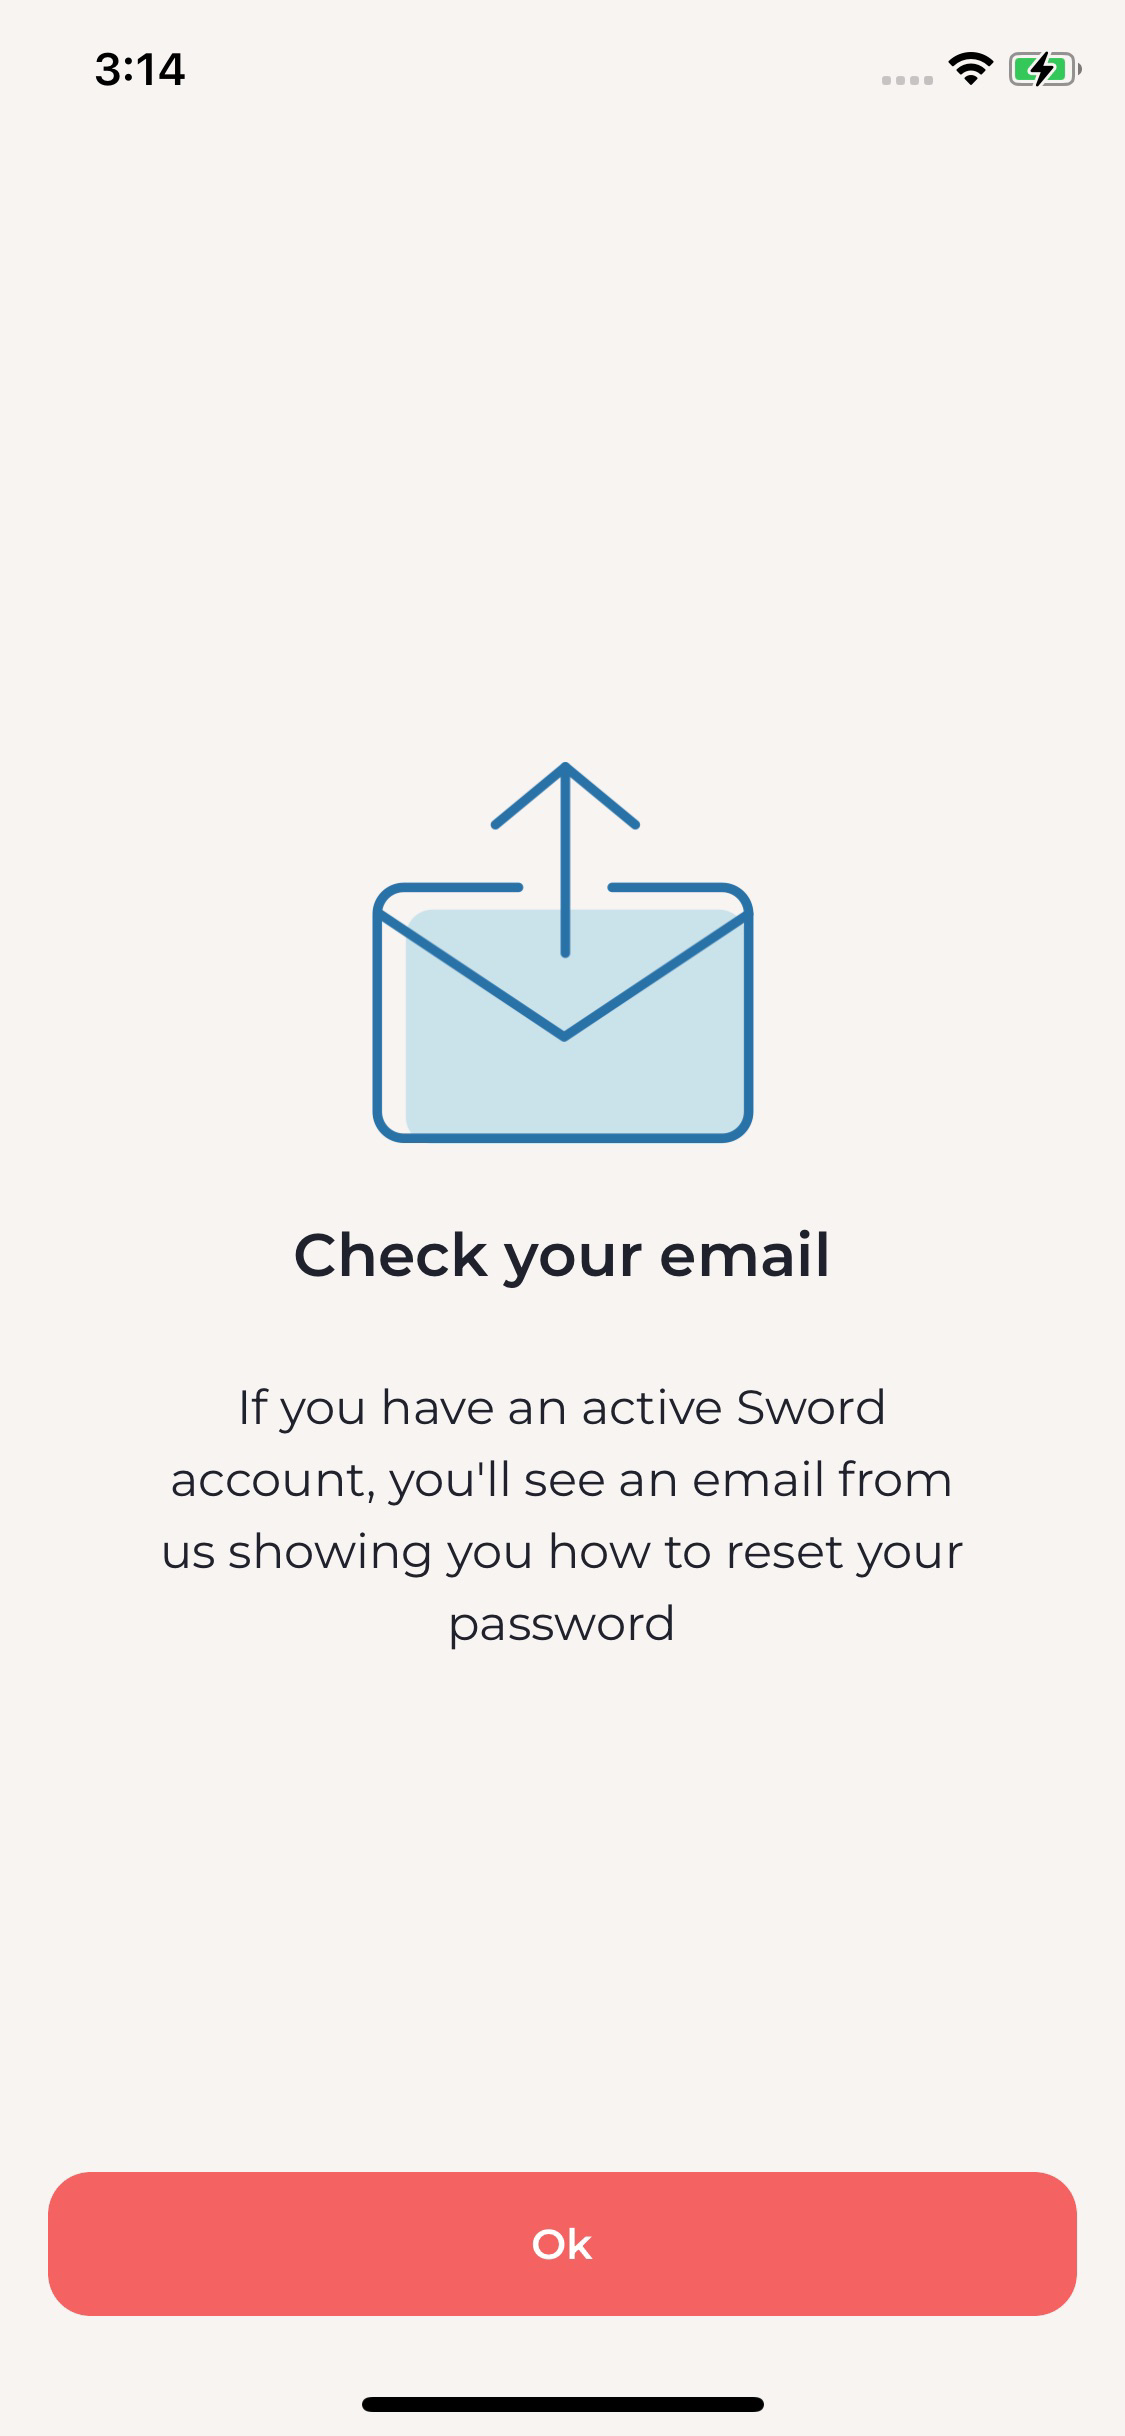 3:14
Check your email
If you have an active Sword
account, you'll see an email from
us showing you how to reset your
password
Ok